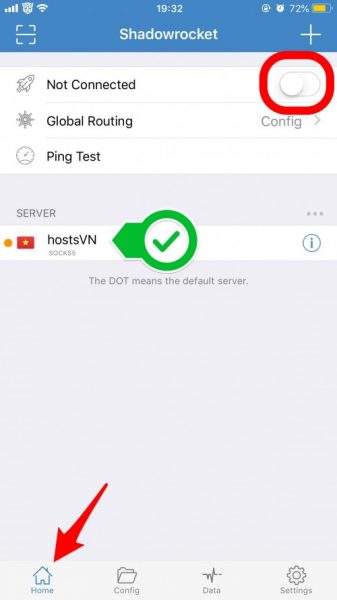 19:32
72%
Shadowrocket
Not Connected
Global Routing Config
Ping Test
SERVER
hostsVN
SOCKS5
The DOT means the default server.
Home Config Data Settings